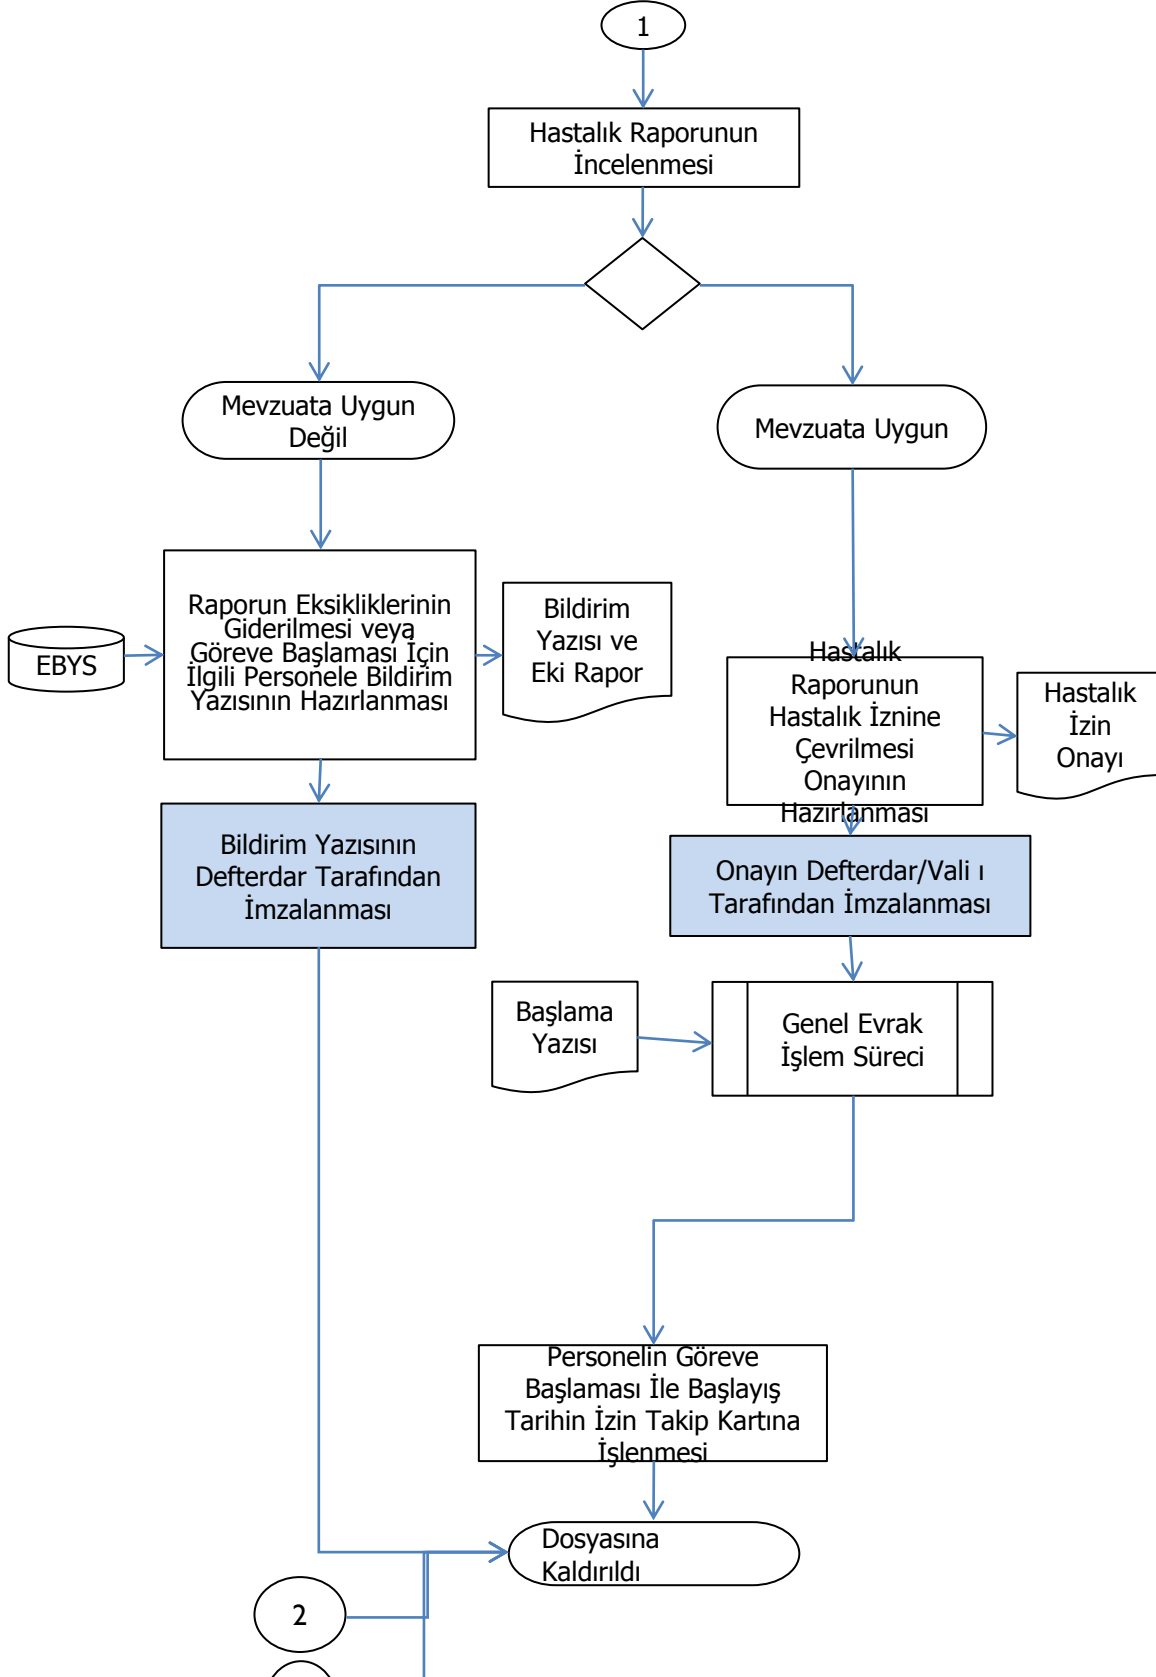 1
Hastalık Raporunun
İncelenmesi
Mevzuata Uygun
Değil
Mevzuata Uygun
Raporun Eksikliklerinin
Giderilmesi veya
Göreve Başlaması İçin
İlgili Personele Bildirim
Yazısının Hazırlanması
EBYS
Bildirim
Yazısı ve
Eki Rapor
Hastalık
Raporunun
Hastalık İznine
Çevrilmesi
Onayının
Hazırlanması
Hastalık
İzin
Onayı
Bildirim Yazısının
Defterdar Tarafından
İmzalanması
Onayın Defterdar/Vali ı
Tarafından İmzalanması
Başlama
Yazısı
Genel Evrak
İşlem Süreci
Personelin Göreve
Başlaması İle Başlayış
Tarihin İzin Takip Kartına
İşlenmesi
Dosyasına
Kaldırıldı
2